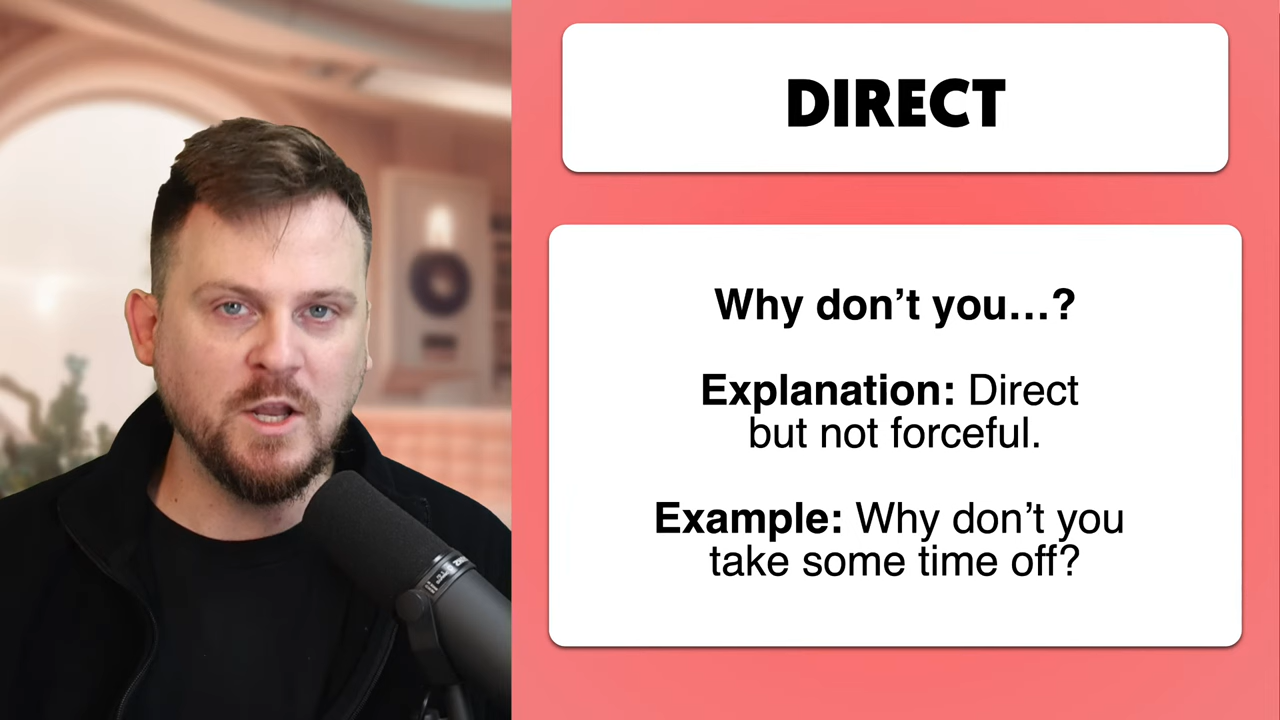 DIRECT
Why don’t you…?
Explanation: Direct
but not forceful.
Example: Why don’t you
take some time off?